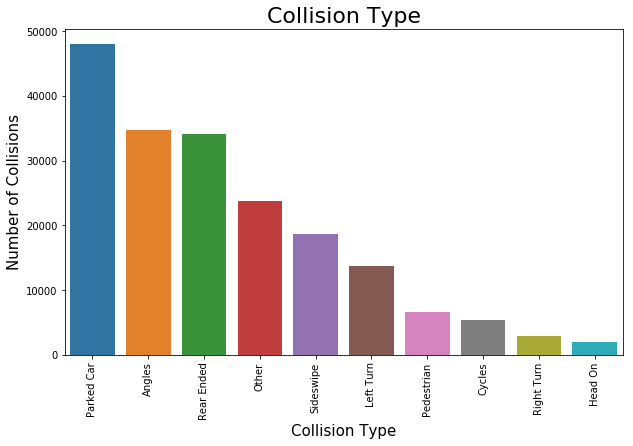 Collision Type
Number of Collisions
50000
40000
30000
20000
10000
0
Parked Car
Angles
Rear Ended
Other
Sideswipe
Left Turn
Pedestrian
Cycles
Right Turn
Head On
Collision Type